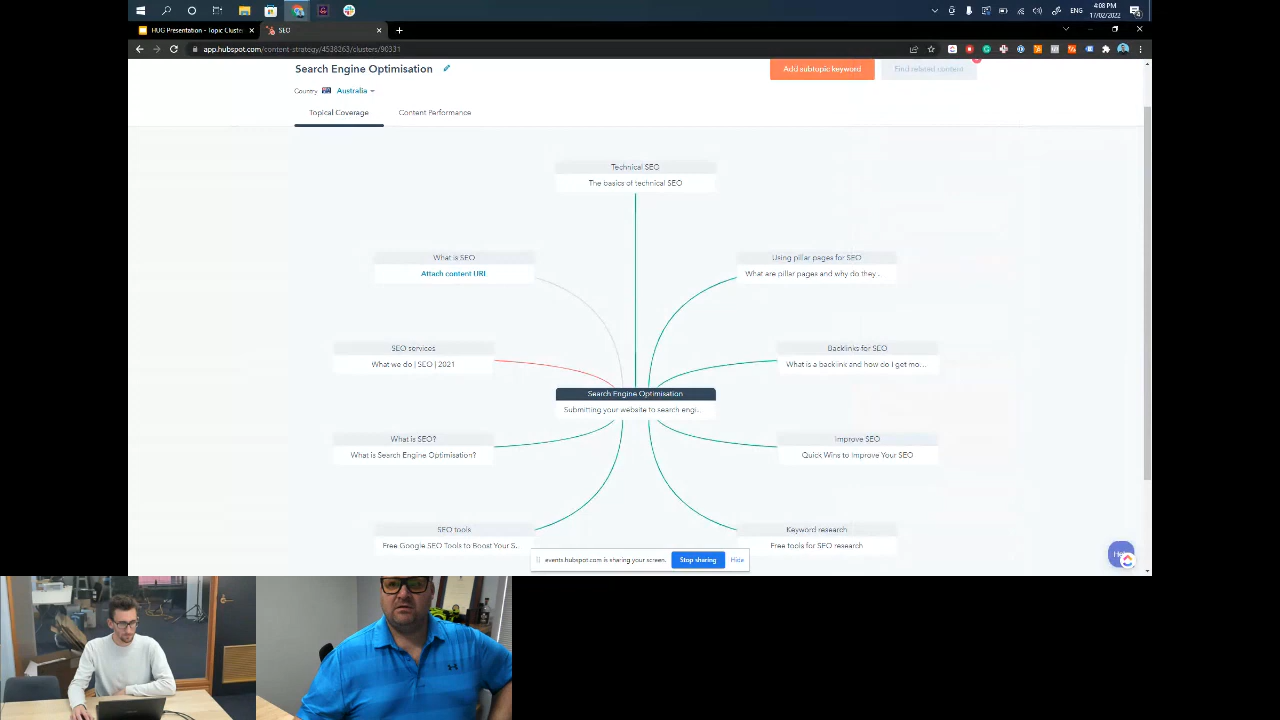 4:08 PM
ENG
17/02/2022
HUG Presentation - Topic Cluste
SEO
app.hubspot.com/content-strategy/4538263/clusters/90331
Search Engine Optimisation
Add subtopic keyword
Find related content
Country
Australia
Topical Coverage
Content Performance
Technical SEO
The basics of technical SEO
What is SEO
Attach content URL
Using pillar pages for SEO
What are pillar pages and why do they ..
SEO services
What we do | SEO | 2021
Backlinks for SEO
What is a backlink and how do I get mo...
Search Engine Optimisation
Submitting your website to search engi..
What is SEO?
What is Search Engine Optimisation?
Improve SEO
Quick Wins to Improve Your SEO
SEO tools
Free Google SEO Tools to Boost Your S..
Keyword research
Free tools for SEO research
events.hubspot.com is sharing your screen.
Stop sharing
Hide